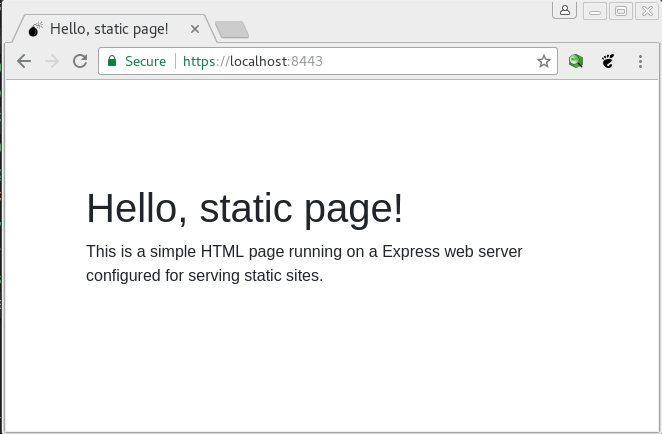 Hello, static page!
Secure https://localhost:8443
Hello, static page!
This is a simple HTML page running on a Express web server
configured for serving static sites.